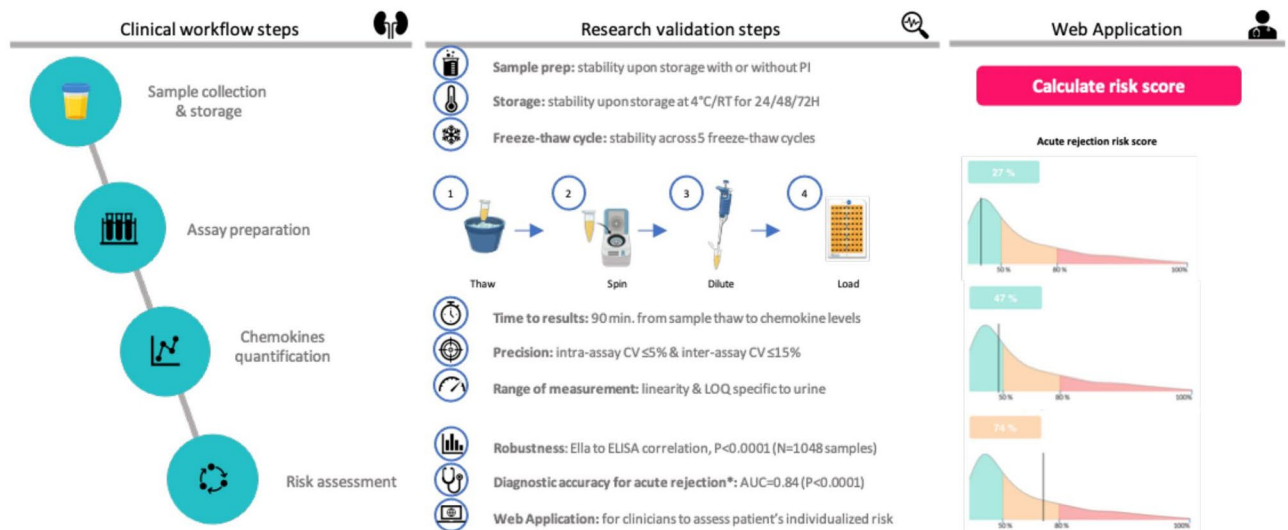 Clinical workflow steps
Sample collection
& storage
Assay preparation
Chemokines
quantification
Risk assessment
Research validation steps
Sample prep: stability upon storage with or without PI
Storage: stability upon storage at 4°C/RT for 24/48/72H
Freeze-thaw cycle: stability across 5 freeze-thaw cycles
1
2
3
4
Thaw
Spin
Dilute
Load
Time to results: 90 min. from sample thaw to chemokine levels
Precision: intra-assay CV ≤5% & inter-assay CV ≤15%
Range of measurement: linearity & LOQ specific to urine
Robustness: Ella to ELISA correlation, P<0.0001 (N=1048 samples)
Diagnostic accuracy for acute rejection*: AUC=0.84 (P<0.0001)
Web Application: for clinicians to assess patient's individualized risk
Web Application
Calculate risk score
Acute rejection risk score
27 %
50 % 80 % 100%
47 %
50 % 80 % 100%
74 %
50 % 80 % 100%